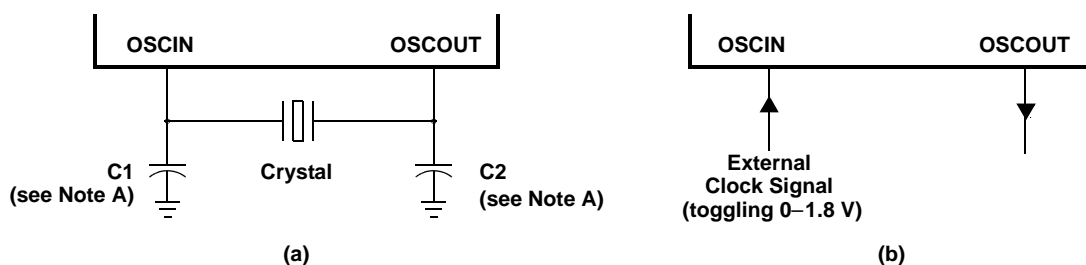 OSCIN OSCOUT
C1
(see Note A)
Crystal
C2
(see Note A)
(a)
OSCIN OSCOUT
External
Clock Signal
(toggling 0–1.8 V)
(b)